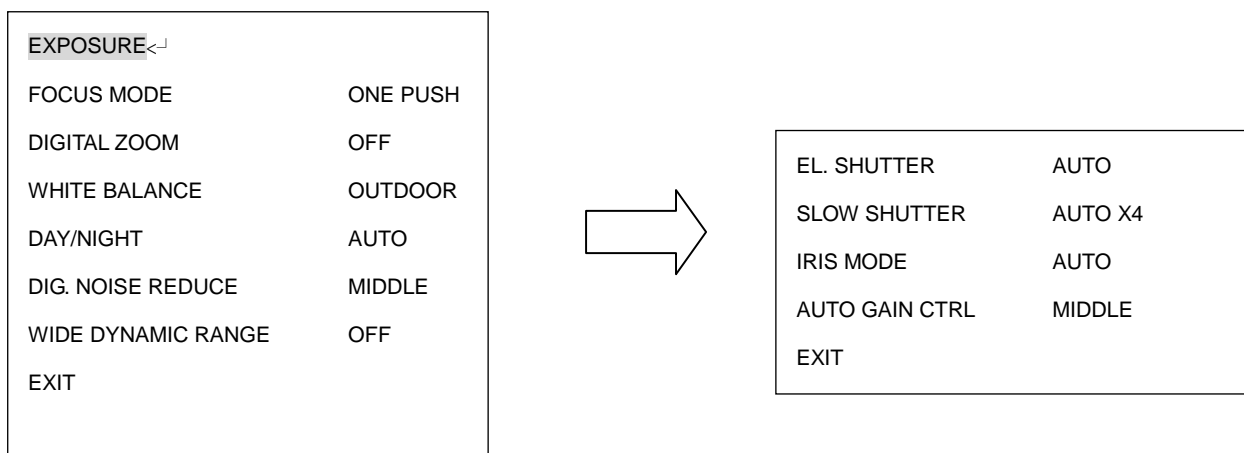 EXPOSURE<┘
FOCUS MODE ONE PUSH
DIGITAL ZOOM OFF
WHITE BALANCE OUTDOOR
DAY/NIGHT AUTO
DIG. NOISE REDUCE MIDDLE
WIDE DYNAMIC RANGE OFF
EXIT
EL. SHUTTER AUTO
SLOW SHUTTER AUTO X4
IRIS MODE AUTO
AUTO GAIN CTRL MIDDLE
EXIT